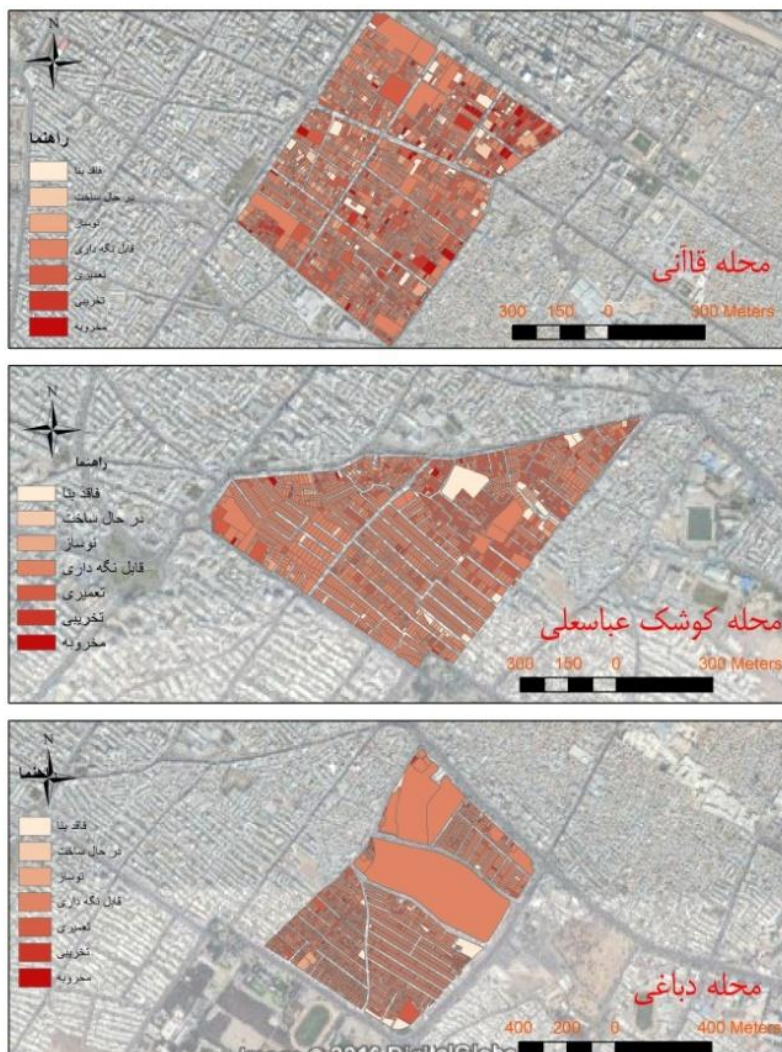 N
راهنما
فاقد بنا
در حال ساخت
نوساز
قابل نگه داری
تعمیری
تخریبی
مخروبه
محله قاآنی
300 150 0 300 Meters
N
راهنما
فاقد بنا
در حال ساخت
نوساز
قابل نگه داری
تعمیری
تخریبی
مخروبه
محله کوشک عباسعلی
300 150 0 300 Meters
N
راهنما
فاقد بنا
در حال ساخت
نوساز
قابل نگه داری
تعمیری
تخریبی
مخروبه
محله دباغی
400 200 0 400 Meters
© 2016 DigitalGlobe